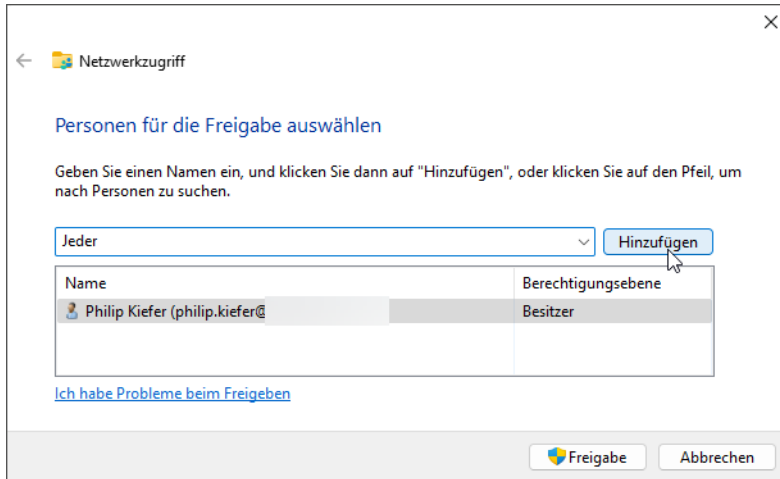 Netzwerkzugriff
Personen für die Freigabe auswählen
Geben Sie einen Namen ein, und klicken Sie dann auf "Hinzufügen", oder klicken Sie auf den Pfeil, um
nach Personen zu suchen.
Jeder Hinzufügen
Name Berechtigungsebene
Philip Kiefer (philip.kiefer@ Besitzer
Ich habe Probleme beim Freigeben
Freigabe Abbrechen